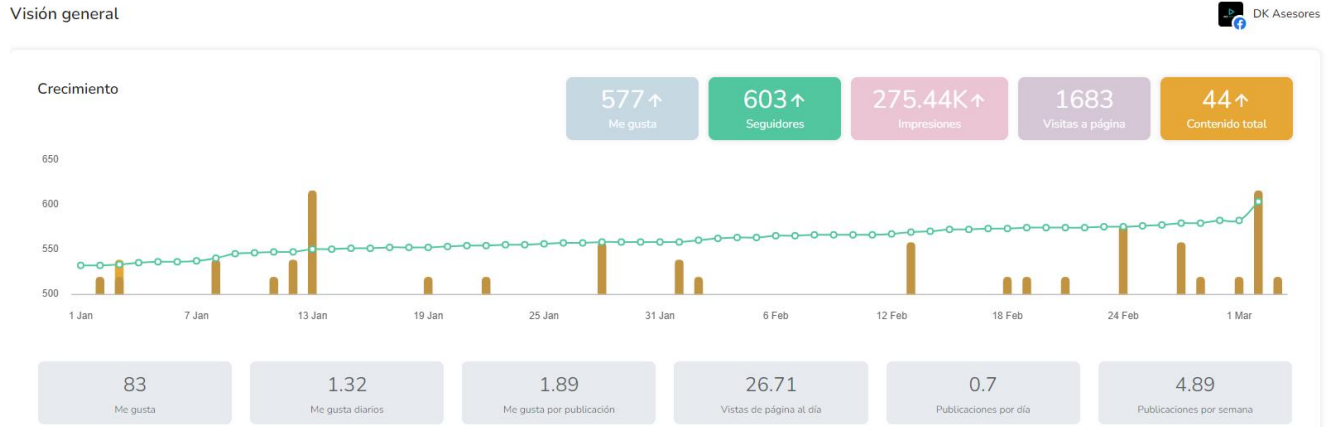 Visión general
DK Asesores
Crecimiento
577↑
Me gusta
603↑
Seguidores
275.44K↑
Impresiones
1683
Visitas a página
44↑
Contenido total
650
600
550
500
1 Jan 7 Jan 13 Jan 19 Jan 25 Jan 31 Jan 6 Feb 12 Feb 18 Feb 24 Feb 1 Mar
83
Me gusta
1.32
Me gusta diarios
1.89
Me gusta por publicación
26.71
Vistas de página al día
0.7
Publicaciones por día
4.89
Publicaciones por semana